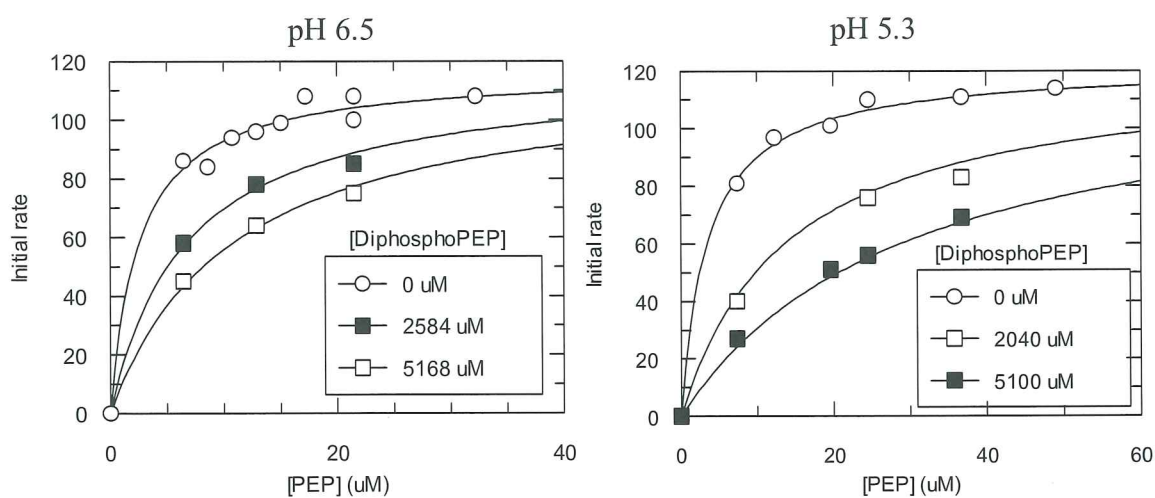 pH 6.5
120
100
80
60
40
20
0
Initial rate
[DiphosphoPEP]
0 uM
2584 uM
5168 uM
0
20
40
[PEP] (uM)
pH 5.3
120
100
80
60
40
20
0
Initial rate
[DiphosphoPEP]
0 uM
2040 uM
5100 uM
0
20
40
60
[PEP] (uM)